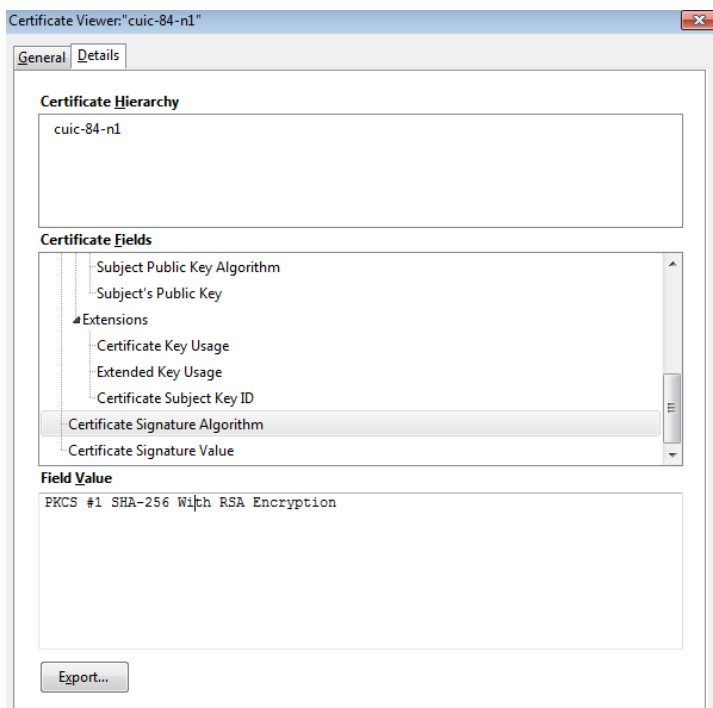 Certificate Viewer:"cuic-84-n1"
General Details
Certificate Hierarchy
cuic-84-n1
Certificate Fields
Subject Public Key Algorithm
Subject's Public Key
Extensions
Certificate Key Usage
Extended Key Usage
Certificate Subject Key ID
Certificate Signature Algorithm
Certificate Signature Value
Field Value
PKCS #1 SHA-256 With RSA Encryption
Export...